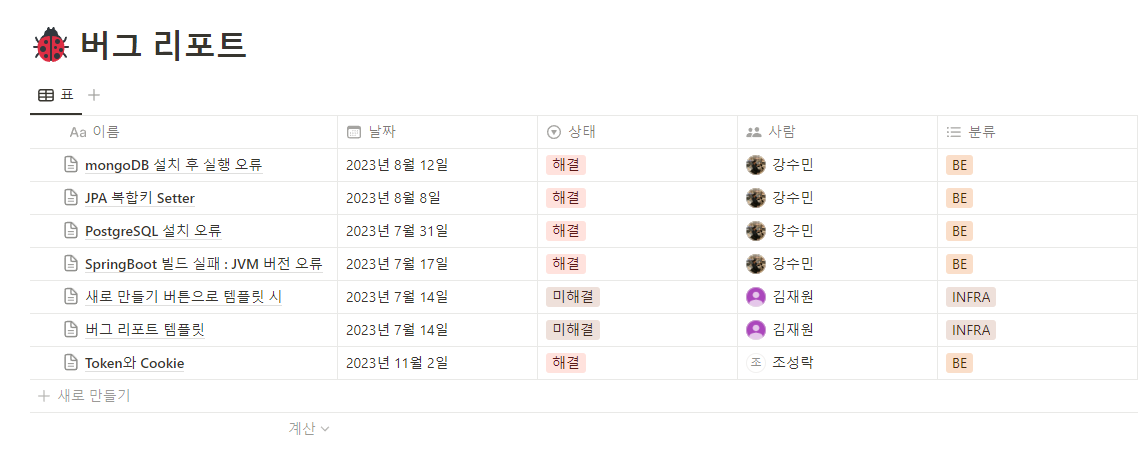 버그 리포트
표
Aa 이름 날짜 상태 사람 분류
mongoDB 설치 후 실행 오류 2023년 8월 12일 해결 강수민 BE
JPA 복합키 Setter 2023년 8월 8일 해결 강수민 BE
PostgreSQL 설치 오류 2023년 7월 31일 해결 강수민 BE
SpringBoot 빌드 실패 : JVM 버전 오류 2023년 7월 17일 해결 강수민 BE
새로 만들기 버튼으로 템플릿 시 2023년 7월 14일 미해결 김재원 INFRA
버그 리포트 템플릿 2023년 7월 14일 미해결 김재원 INFRA
Token와 Cookie 2023년 11월 2일 해결 조 조성락 BE
새로 만들기
계산